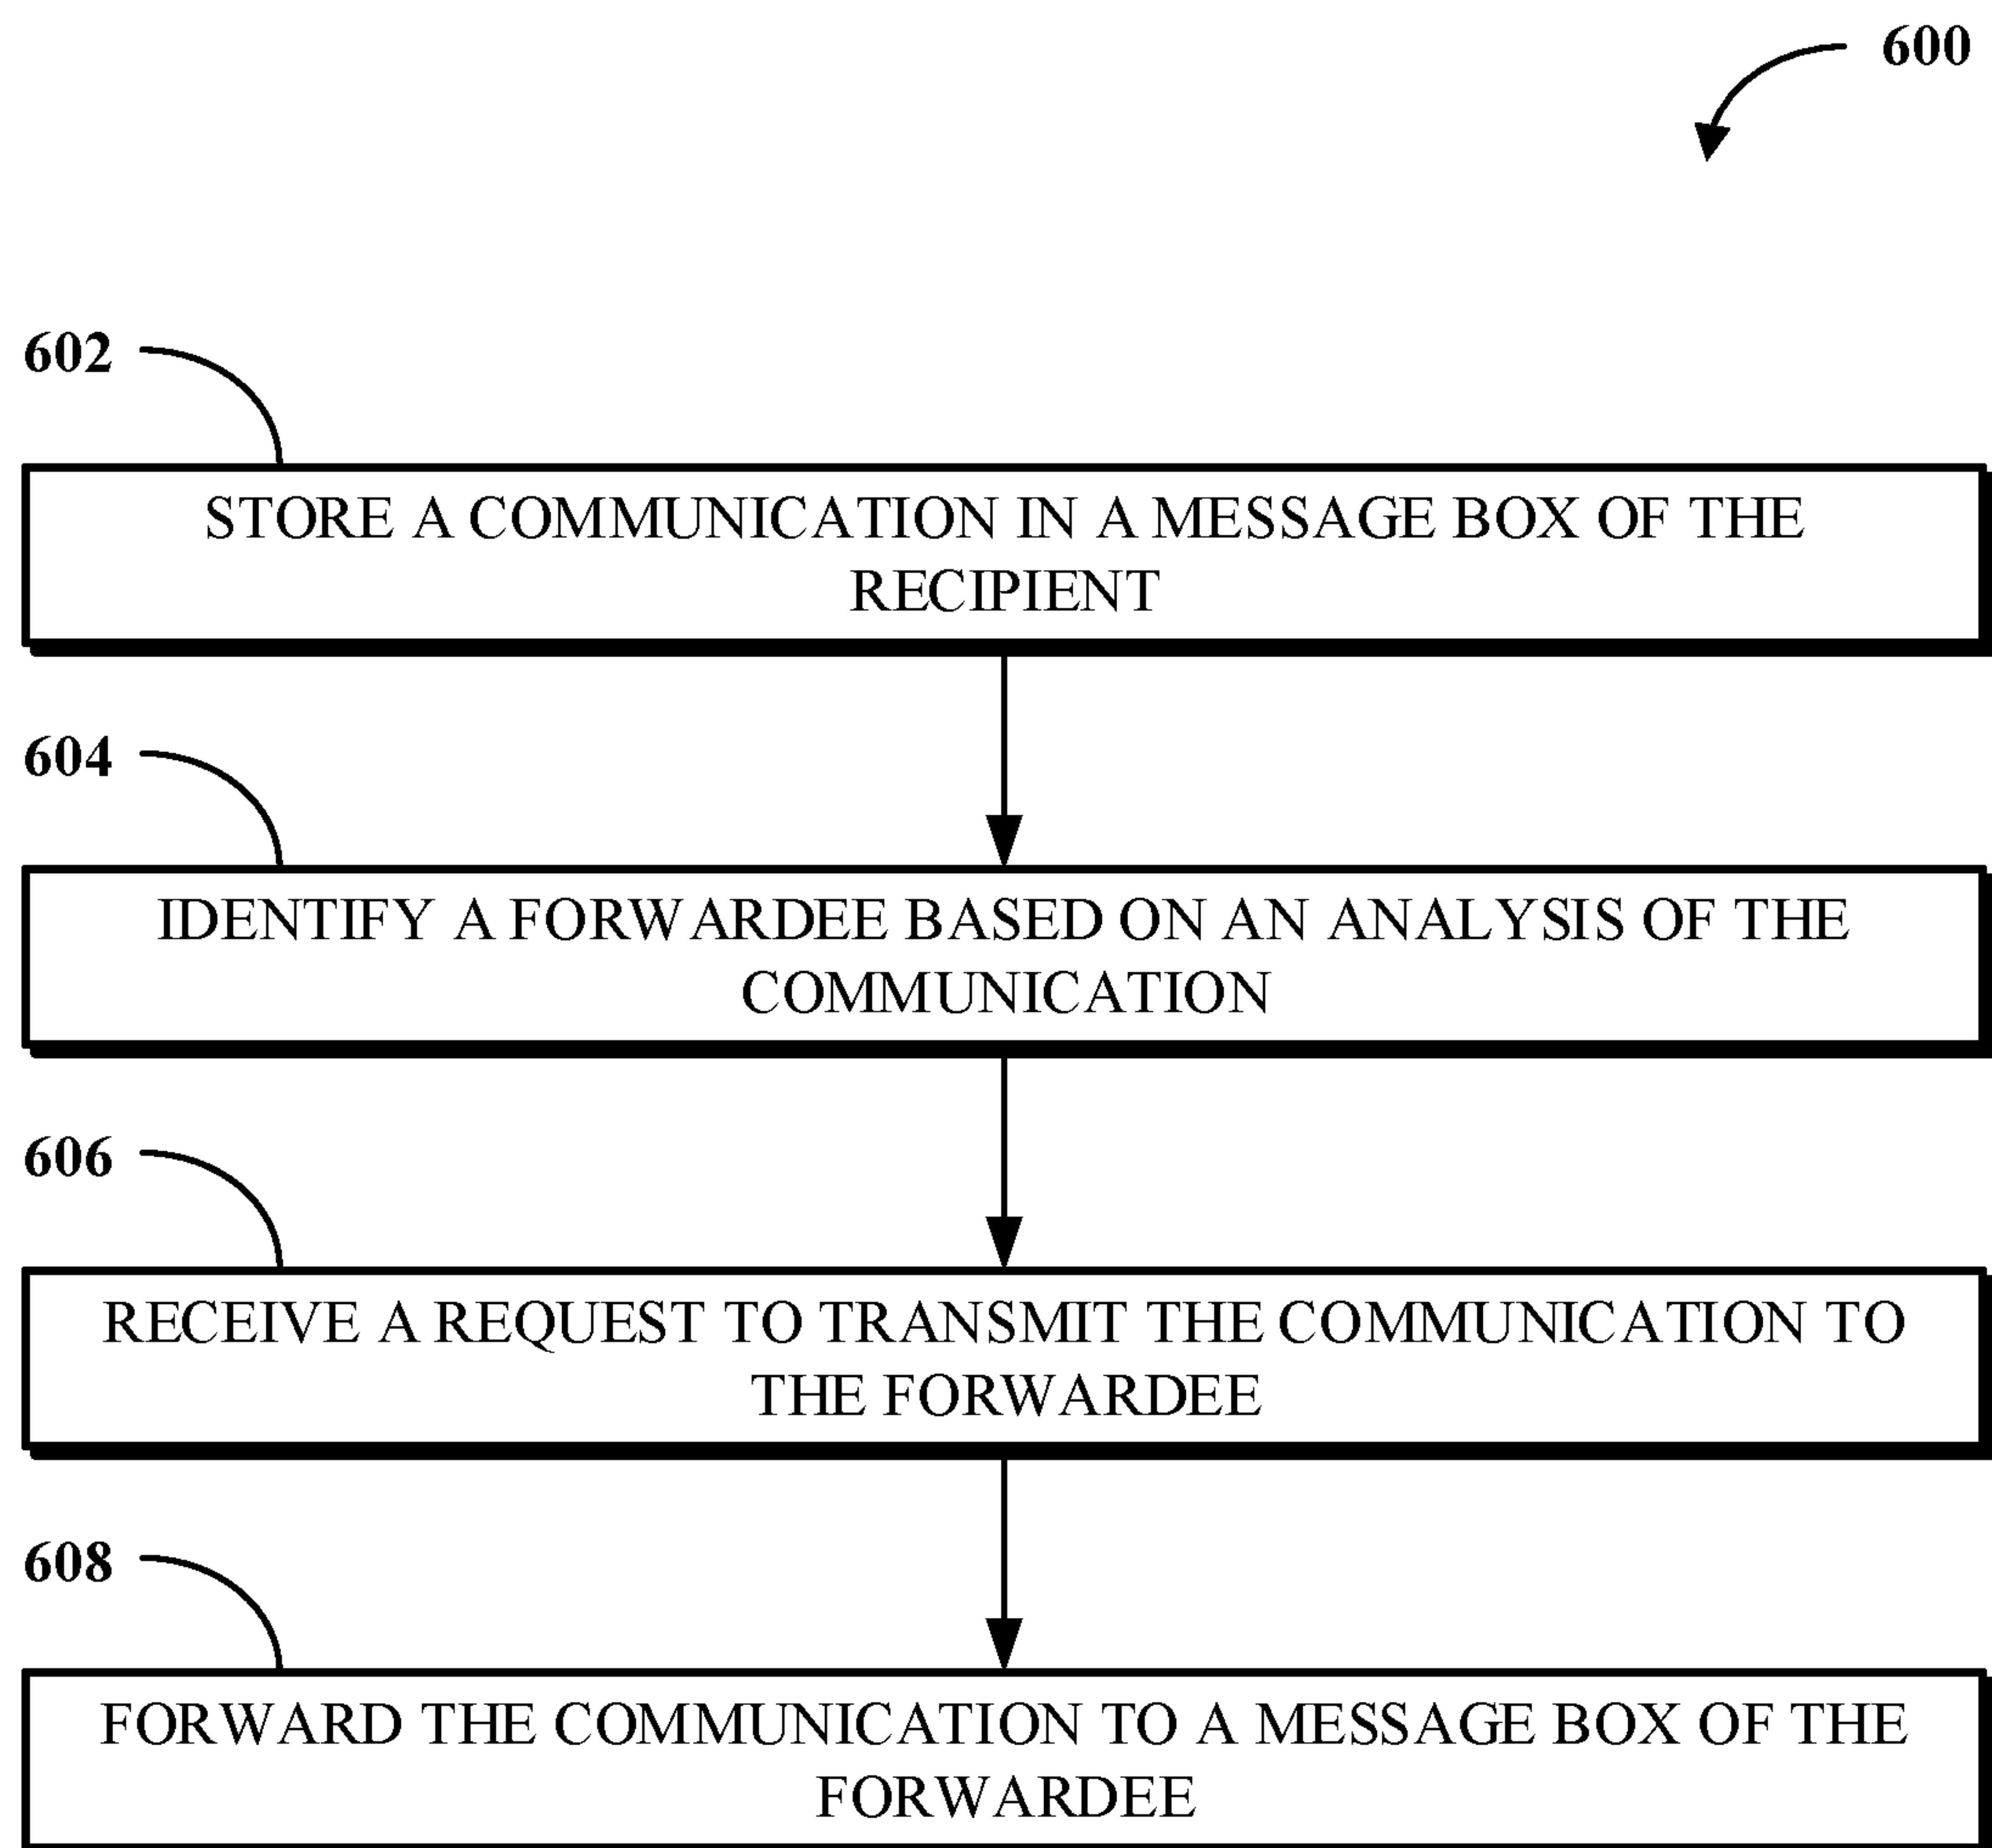 600
602
STORE A COMMUNICATION IN A MESSAGE BOX OF THE
RECIPIENT
604
IDENTIFY A FORWARDEE BASED ON AN ANALYSIS OF THE
COMMUNICATION
606
RECEIVE A REQUEST TO TRANSMIT THE COMMUNICATION TO
THE FORWARDEE
608
FORWARD THE COMMUNICATION TO A MESSAGE BOX OF THE
FORWARDEE